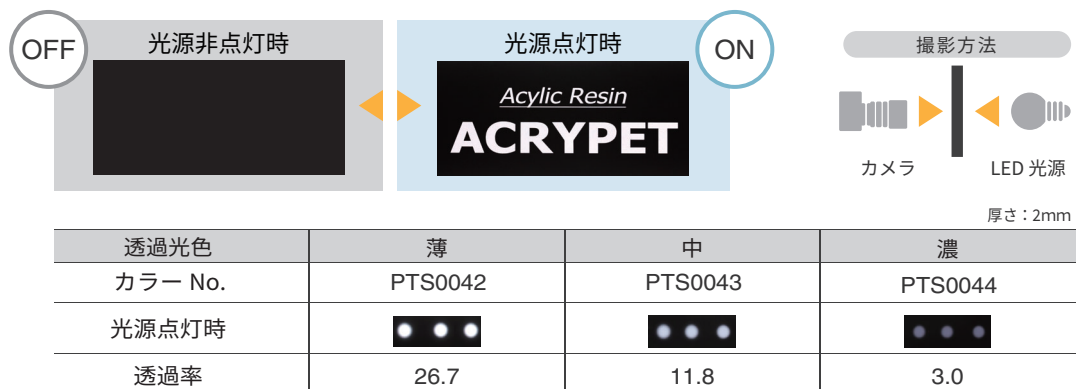 OFF
光源非点灯時
光源点灯時
ON
Acylic Resin
ACRYPET
撮影方法
カメラ
LED 光源
厚さ：2mm
透過光色 薄 中 濃
カラー No. PTS0042 PTS0043 PTS0044
光源点灯時
透過率 26.7 11.8 3.0